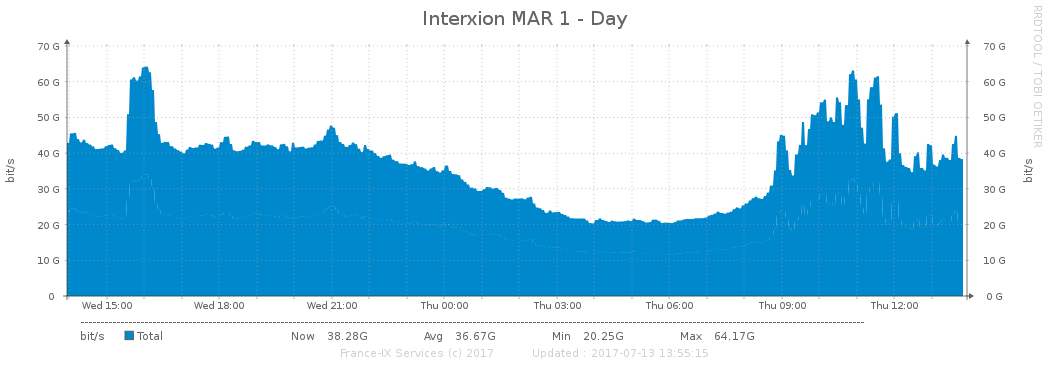 Interxion MAR 1 - Day
RRDTOOL / TOBI OETIKER
70 G 70 G
60 G 60 G
50 G 50 G
40 G 40 G
30 G 30 G
20 G 20 G
10 G 10 G
0 0 G
bit/s
bit/s
Wed 15:00 Wed 18:00 Wed 21:00 Thu 00:00 Thu 03:00 Thu 06:00 Thu 09:00 Thu 12:00
bit/s Total Now 38.28G Avg 36.67G Min 20.25G Max 64.17G
France-IX Services (c) 2017 Updated : 2017-07-13 13:55:15